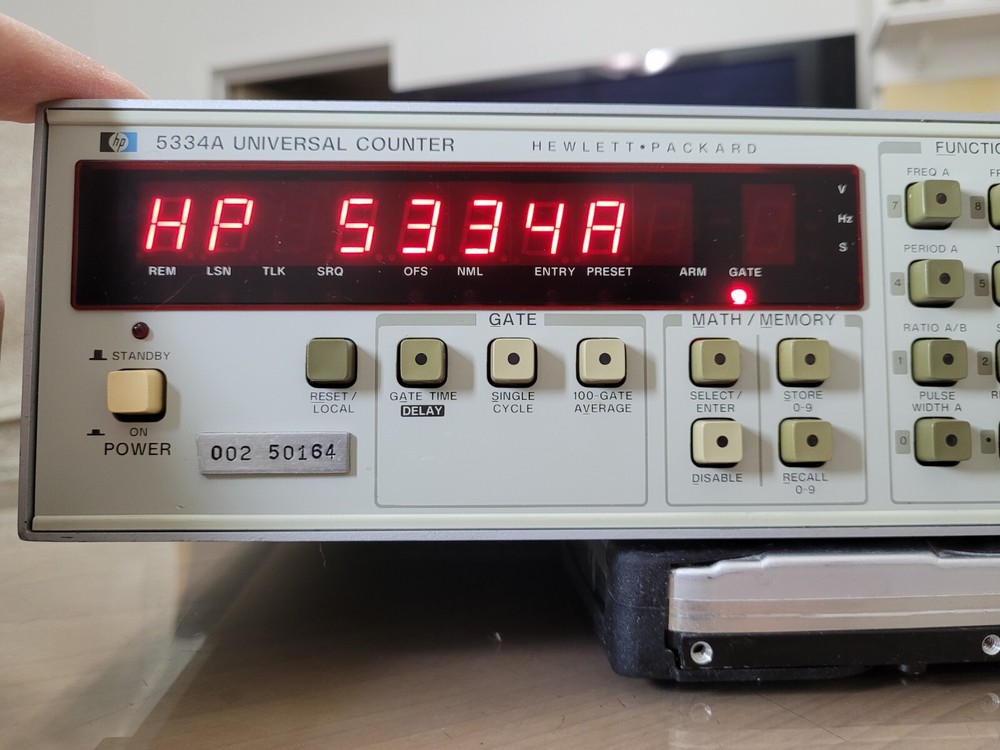 hp 5334A UNIVERSAL COUNTER HEWLETT•PACKARD
HP 5334A
V
Hz
S
REM LSN TLK SRQ OFS NML ENTRY PRESET ARM GATE
STANDBY
ON
POWER
002 50164
RESET/
LOCAL
GATE
GATE TIME
DELAY
SINGLE
CYCLE
100-GATE
AVERAGE
MATH / MEMORY
SELECT/
ENTER
STORE
0-9
DISABLE
RECALL
0-9
FUNCTIO
FREQ A
7
8
PERIOD A
4
5
RATIO A/B
1
2
PULSE
WIDTH A
0